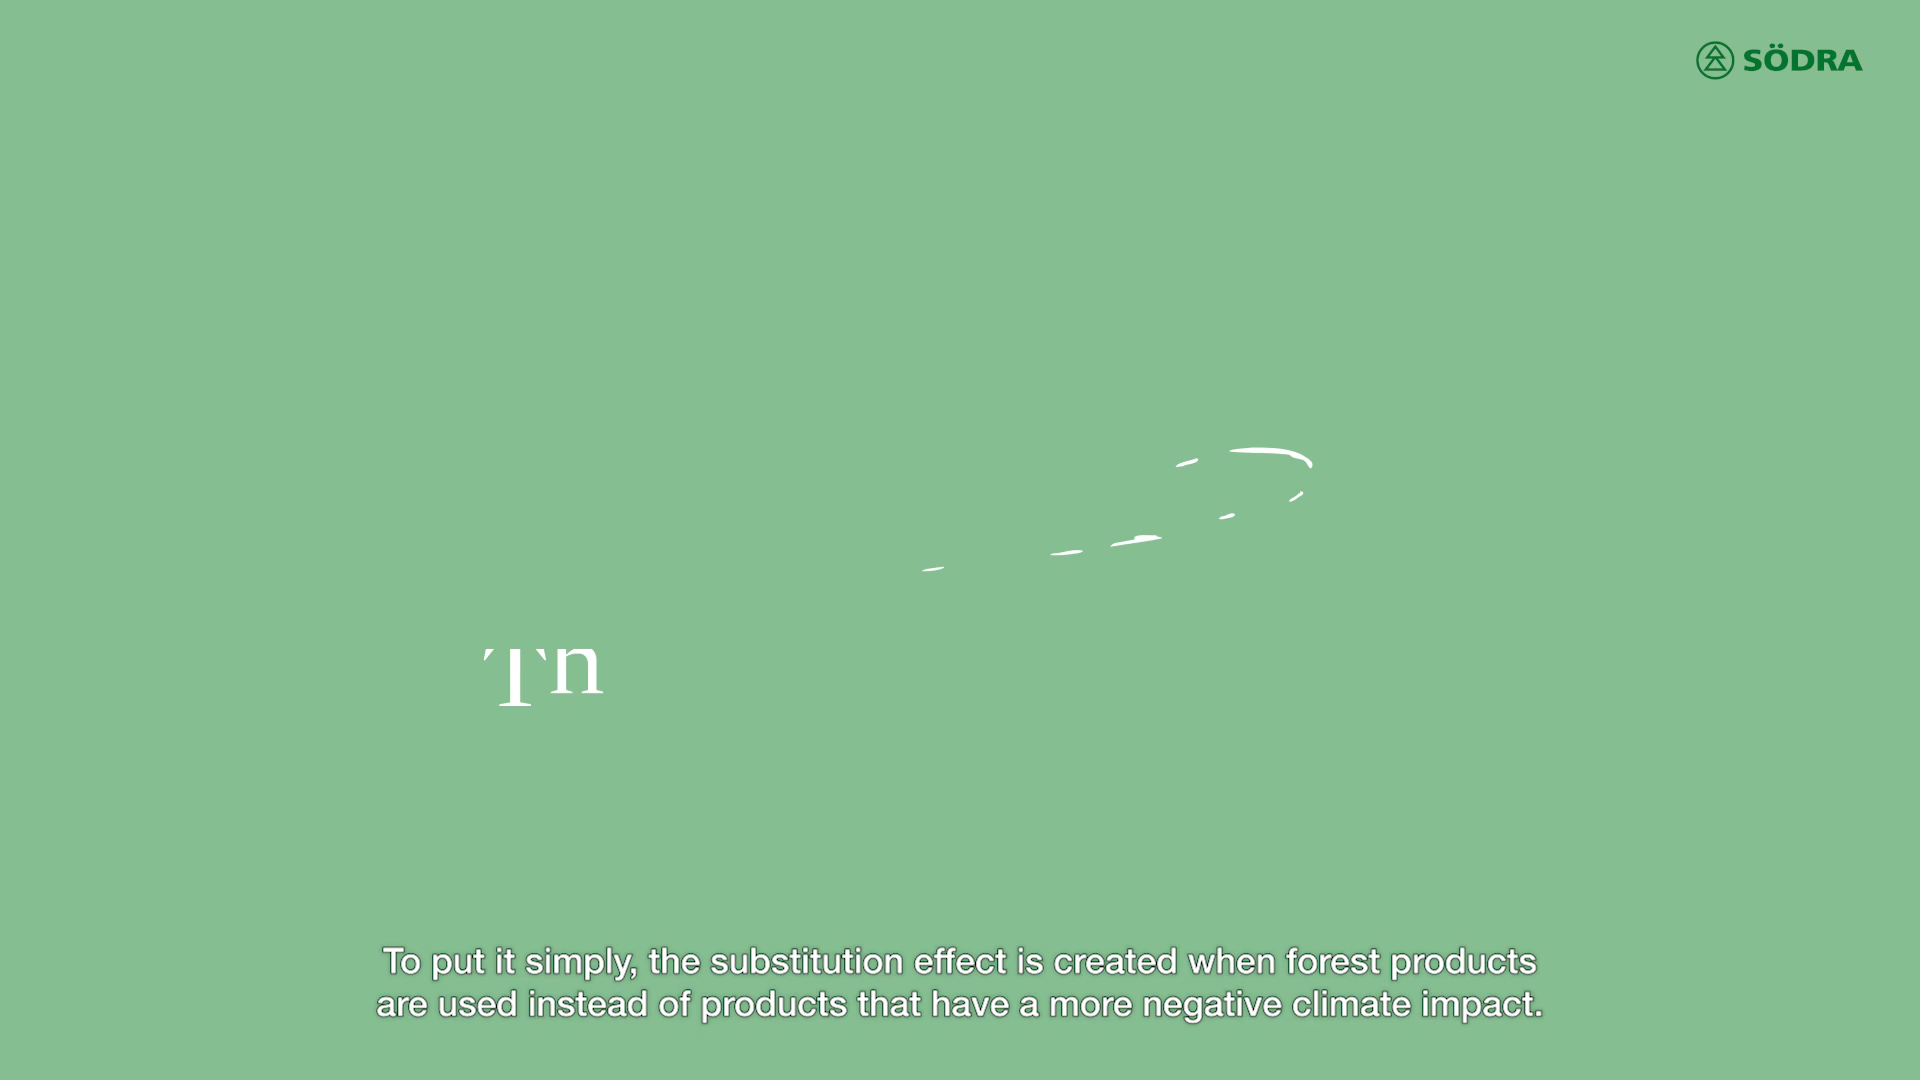 SÖDRA
To put it simply, the substitution effect is created when forest products
are used instead of products that have a more negative climate impact.